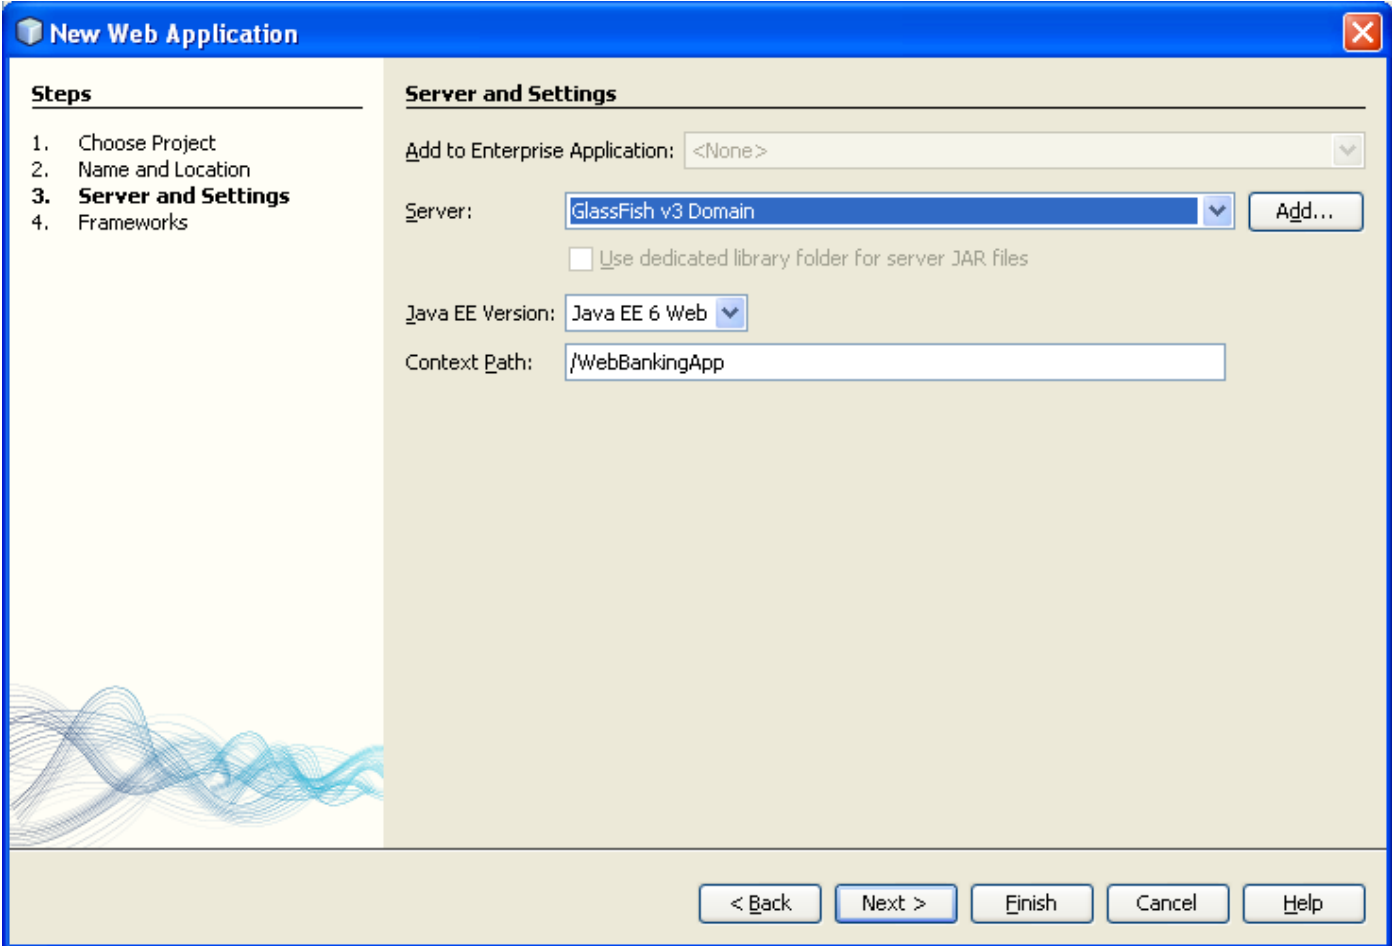 New Web Application
Steps
1. Choose Project
2. Name and Location
3. Server and Settings
4. Frameworks
Server and Settings
Add to Enterprise Application: <None>
Server: GlassFish v3 Domain Add...
Use dedicated library folder for server JAR files
Java EE Version: Java EE 6 Web
Context Path: /WebBankingApp
< Back Next > Finish Cancel Help